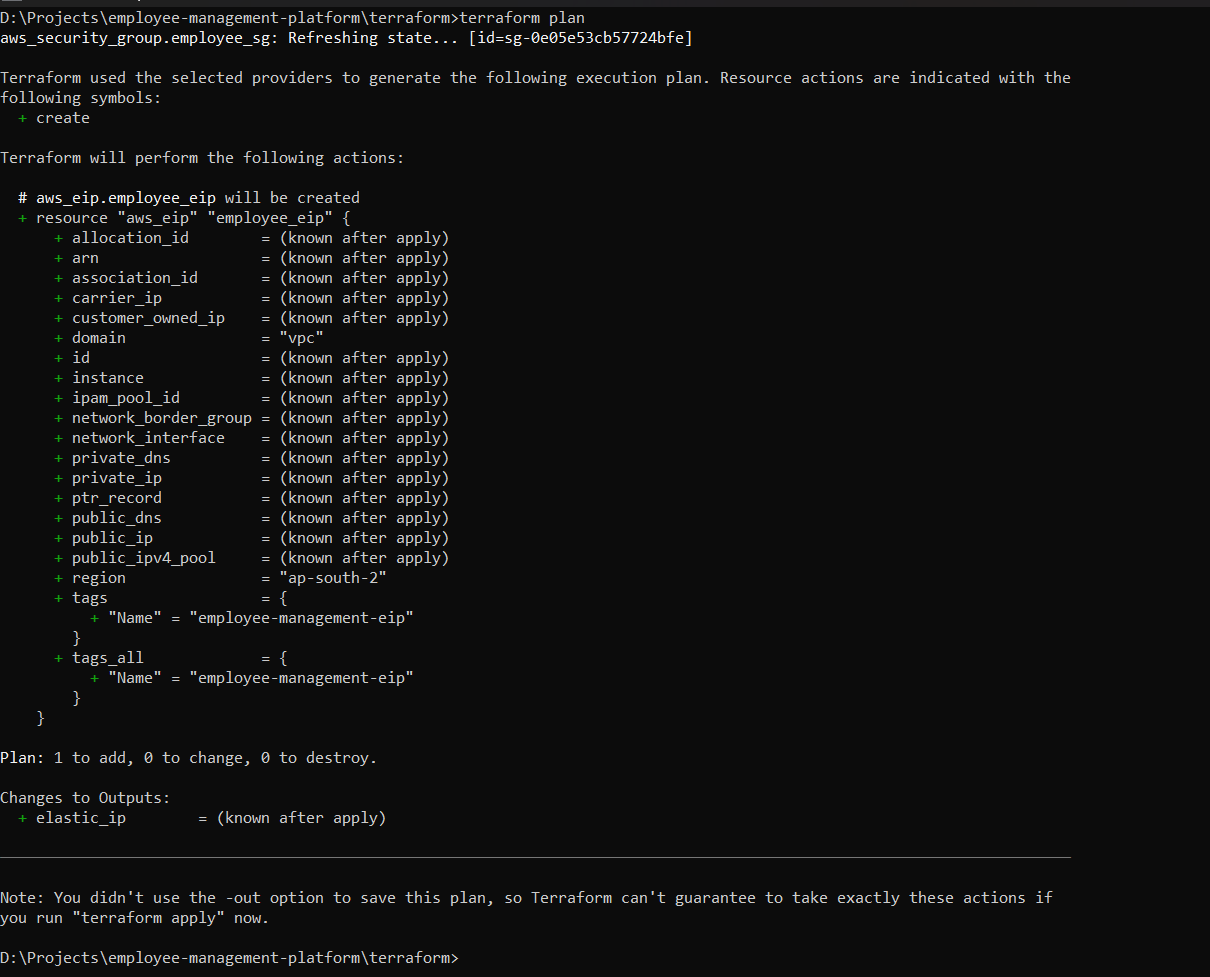 D:\Projects\employee-management-platform\terraform>terraform plan
aws_security_group.employee_sg: Refreshing state... [id=sg-0e05e53cb57724bfe]

Terraform used the selected providers to generate the following execution plan. Resource actions are indicated with the
following symbols:
  + create

Terraform will perform the following actions:

  # aws_eip.employee_eip will be created
  + resource "aws_eip" "employee_eip" {
      + allocation_id        = (known after apply)
      + arn                  = (known after apply)
      + association_id       = (known after apply)
      + carrier_ip           = (known after apply)
      + customer_owned_ip    = (known after apply)
      + domain               = "vpc"
      + id                   = (known after apply)
      + instance             = (known after apply)
      + ipam_pool_id         = (known after apply)
      + network_border_group = (known after apply)
      + network_interface    = (known after apply)
      + private_dns          = (known after apply)
      + private_ip           = (known after apply)
      + ptr_record           = (known after apply)
      + public_dns           = (known after apply)
      + public_ip            = (known after apply)
      + public_ipv4_pool     = (known after apply)
      + region               = "ap-south-2"
      + tags                 = {
          + "Name" = "employee-management-eip"
        }
      + tags_all             = {
          + "Name" = "employee-management-eip"
        }
    }

Plan: 1 to add, 0 to change, 0 to destroy.

Changes to Outputs:
  + elastic_ip        = (known after apply)

Note: You didn't use the -out option to save this plan, so Terraform can't guarantee to take exactly these actions if
you run "terraform apply" now.

D:\Projects\employee-management-platform\terraform>